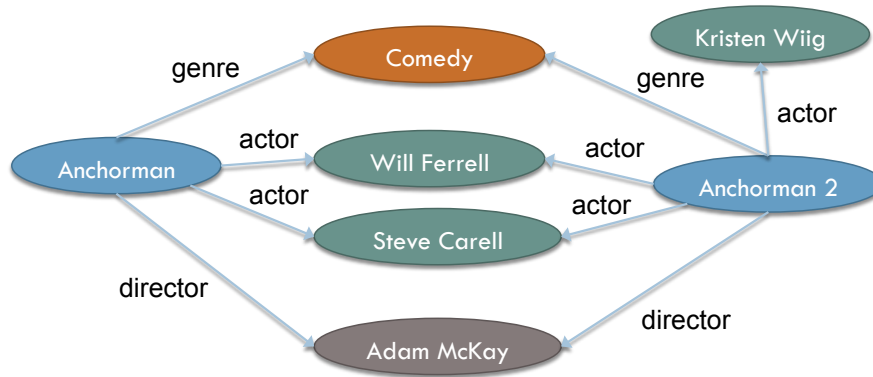 Kristen Wiig
Comedy
genre
genre
actor
actor
Will Ferrell
actor
Anchorman
Anchorman 2
actor
actor
Steve Carell
director
director
Adam McKay